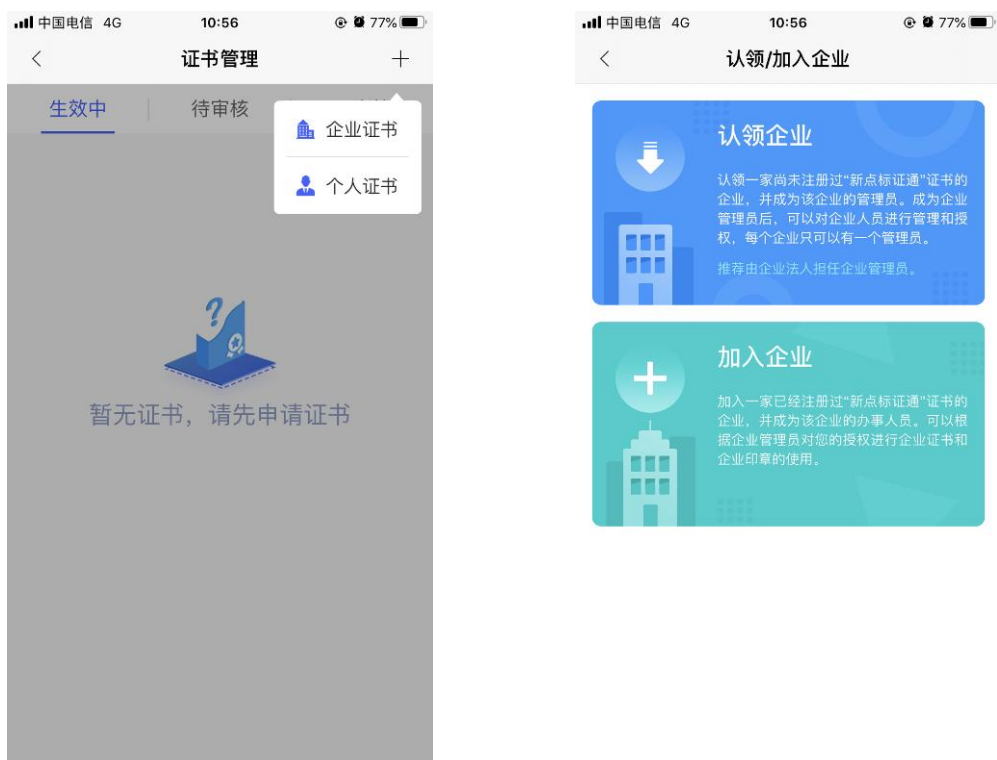 中国电信 4G
10:56
77%
证书管理
生效中
待审核
企业证书
个人证书
暂无证书，请先申请证书
中国电信 4G
10:56
77%
认领/加入企业
认领企业
认领一家尚未注册过“新点标证通”证书的
企业，并成为该企业的管理员。成为企业
管理员后，可以对企业人员进行管理和授
权，每个企业只可以有一个管理员。
推荐由企业法人担任企业管理员。
加入企业
加入一家已经注册过“新点标证通”证书的
企业，并成为该企业的办事人员。可以根
据企业管理员对您的授权进行企业证书和
企业印章的使用。